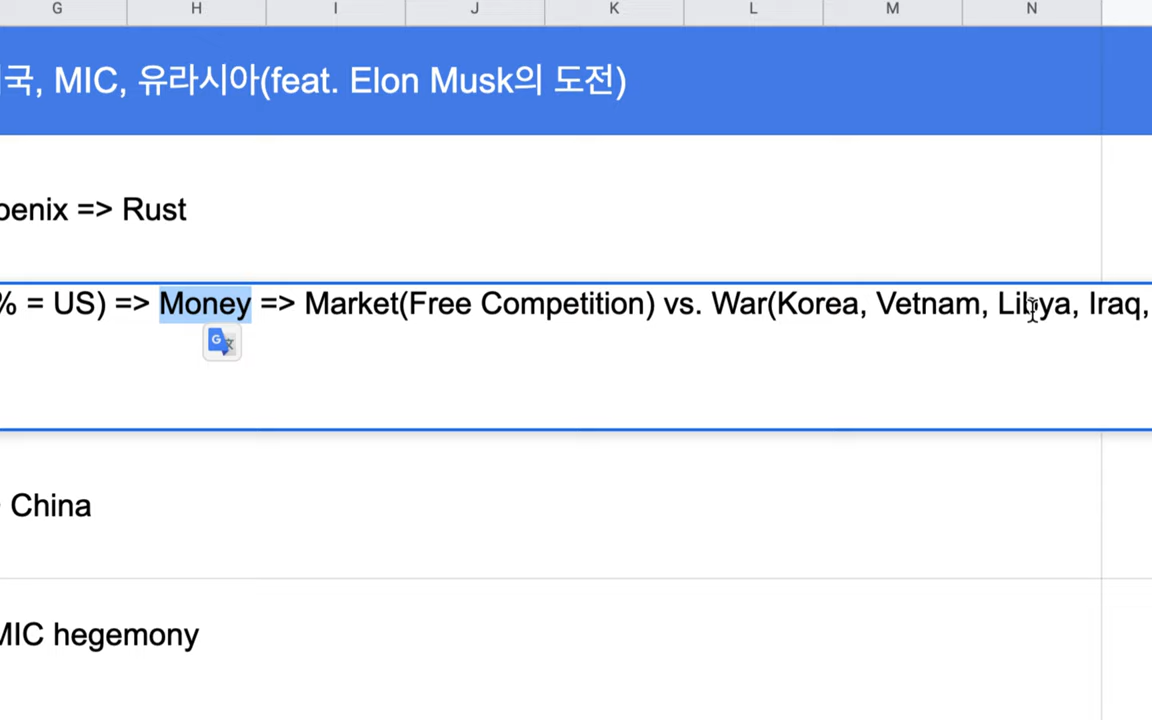 G H I J K L M N
국, MIC, 유라시아(feat. Elon Musk의 도전)
oenix => Rust
% = US) => Money => Market(Free Competition) vs. War(Korea, Vetnam, Libya, Iraq,
China
MIC hegemony